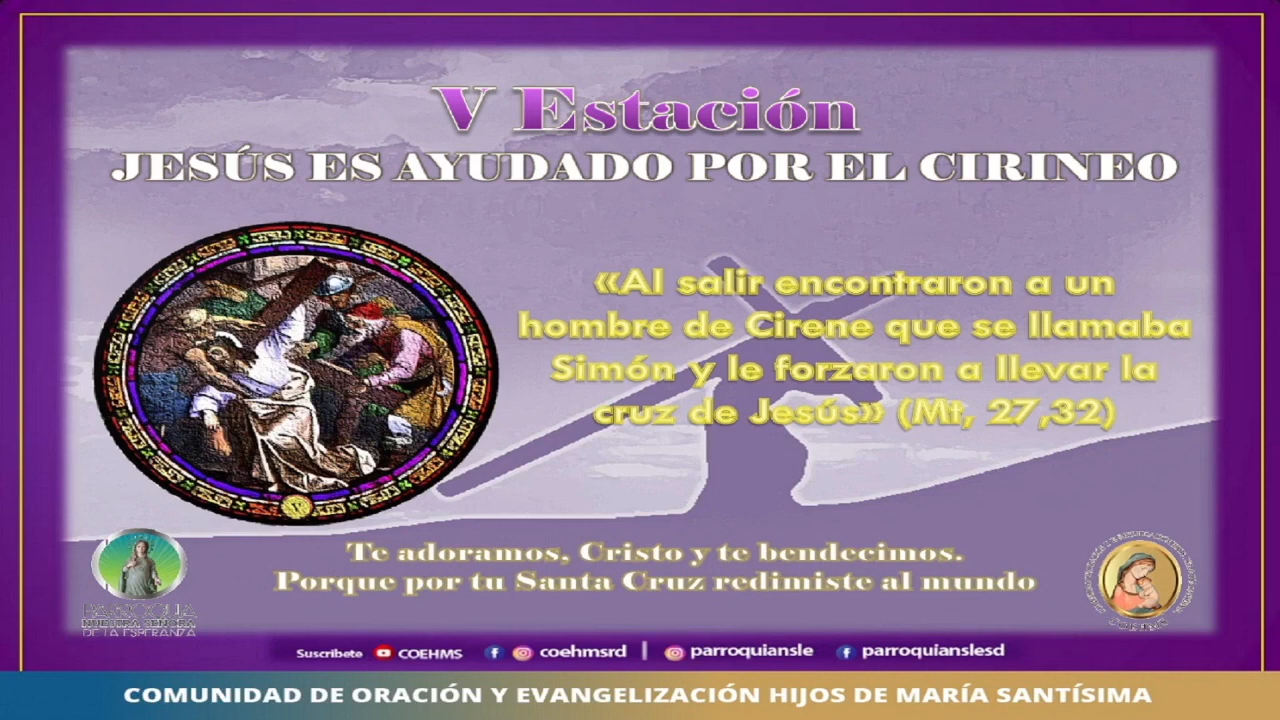 V Estación
JESÚS ES AYUDADO POR EL CIRINEO
«Al salir encontraron a un
hombre de Cirene que se llamaba
Simón y le forzaron a llevar la
cruz de Jesús» (Mt, 27,32)
V
Te adoramos, Cristo y te bendecimos.
Porque por tu Santa Cruz redimiste al mundo
PARROQUIA
NUESTRA SEÑORA
DE LA ESPERANZA
COEHMS
Suscribete COEHMS coehmsrd | parroquiansle parroquianslesd
COMUNIDAD DE ORACIÓN Y EVANGELIZACIÓN HIJOS DE MARÍA SANTÍSIMA